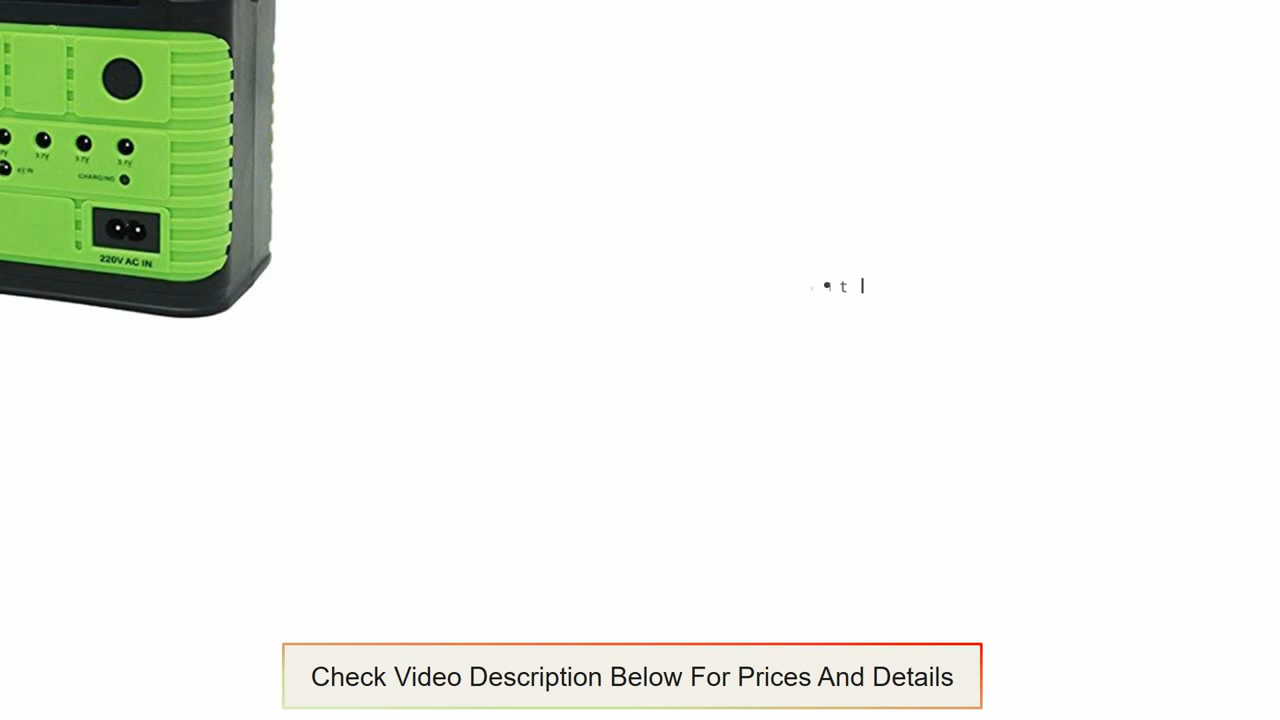 3.7V 3.7V 3.7V
CHARGING
220V AC IN
Check Video Description Below For Prices And Details